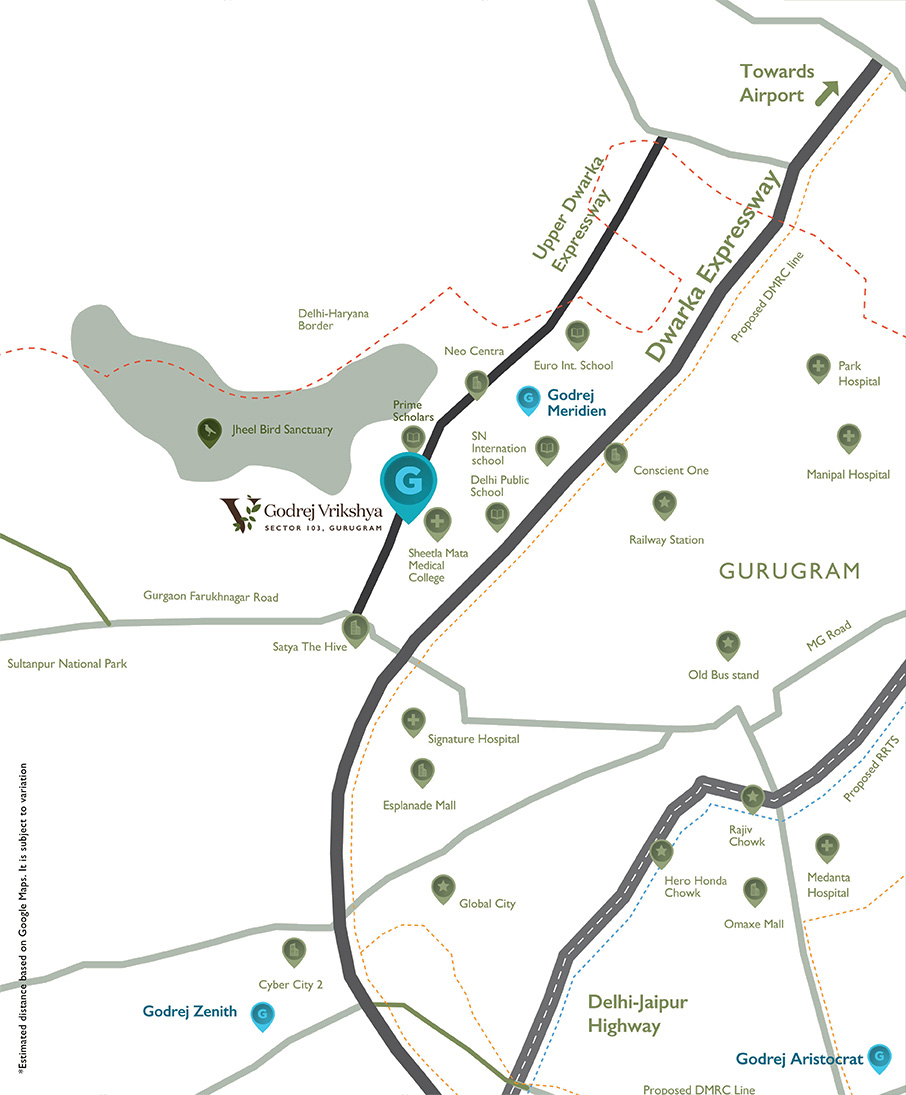 Towards
Airport
Upper Dwarka
Expressway
Dwarka Expressway
Proposed DMRC line
Delhi-Haryana
Border
Neo Centra
Euro Int. School
Park
Hospital
Godrej
Meridien
Prime
Scholars
Jheel Bird Sanctuary
SN
Internation
school
Conscient One
Manipal Hospital
Delhi Public
School
G
Godrej Vrikshya
SECTOR 103, GURUGRAM
Railway Station
Sheetla Mata
Medical
College
GURUGRAM
Gurgaon Farukhnagar Road
Satya The Hive
MG Road
Sultanpur National Park
Old Bus stand
Signature Hospital
Proposed RRTS
Esplanade Mall
Rajiv
Chowk
Hero Honda
Chowk
Medanta
Hospital
Global City
Omaxe Mall
Cyber City 2
Godrej Zenith
G
Delhi-Jaipur
Highway
Godrej Aristocrat
G
Proposed DMRC Line
G
*Estimated distance based on Google Maps. It is subject to variation